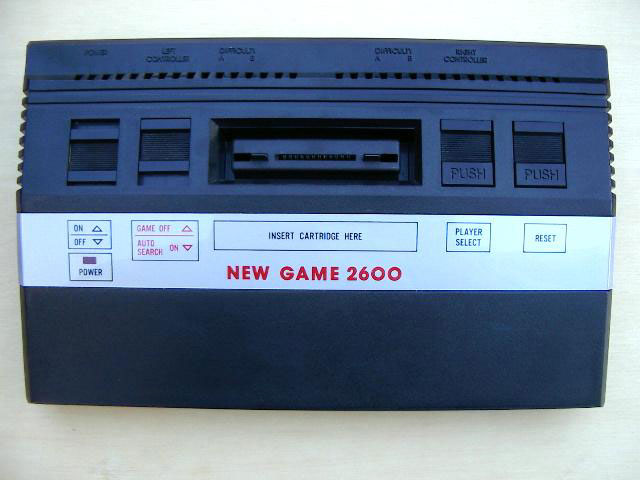 POWER
LEFT
CONTROLLER
DIFFICULTY
A B
DIFFICULTY
A B
RIGHT
CONTROLLER
PUSH
PUSH
ON △
OFF ▽
POWER
GAME OFF △
AUTO
SEARCH ON ▽
INSERT CARTRIDGE HERE
PLAYER
SELECT
RESET
NEW GAME 2600